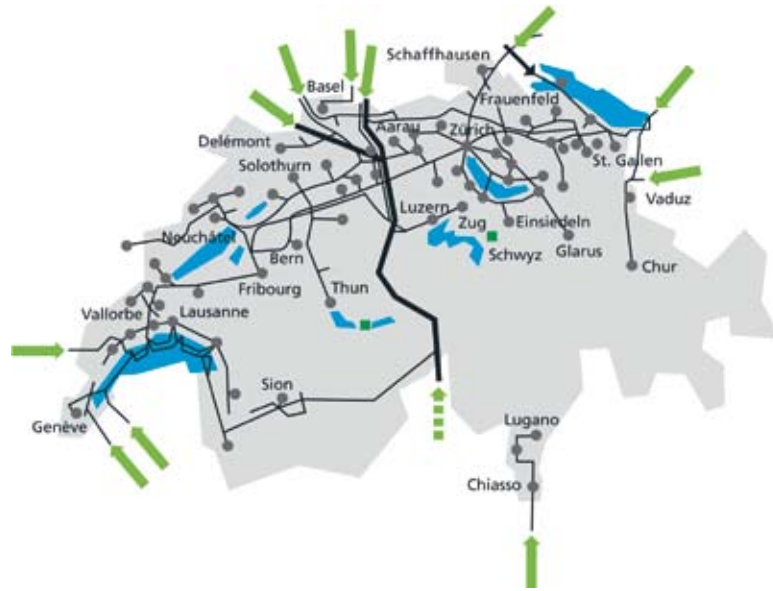 Schaffhausen
Basel
Frauenfeld
Aarau
Zürich
Delémont
Solothurn
St. Gallen
Vaduz
Luzern
Zug
Einsiedeln
Neuchâtel
Bern
Schwyz
Glarus
Chur
Fribourg
Thun
Vallorbe
Lausanne
Sion
Genève
Lugano
Chiasso